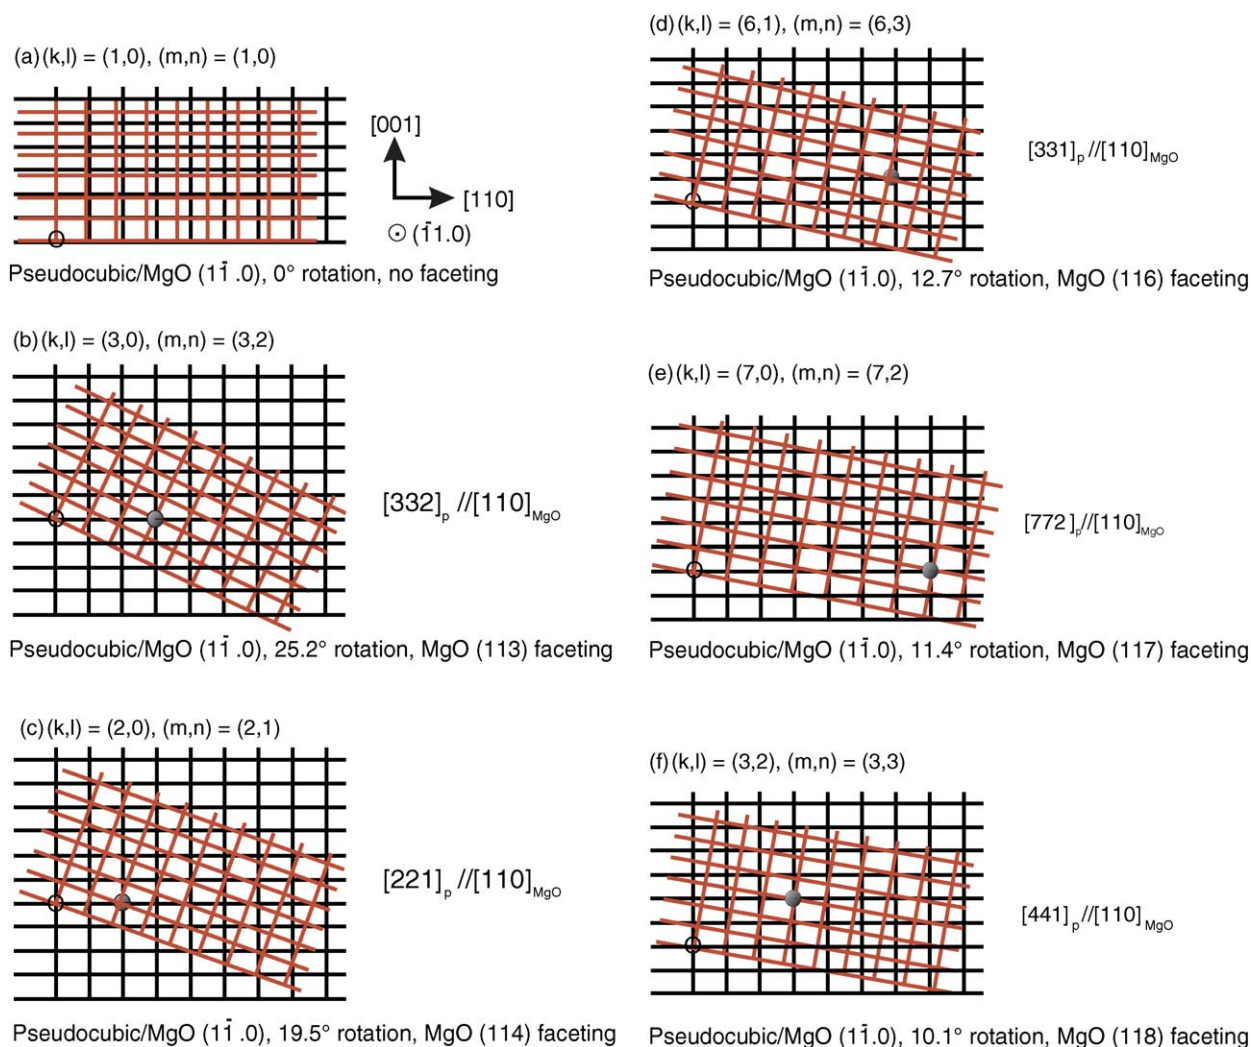 (a)(k,l) = (1,0), (m,n) = (1,0)
[001]
[110]
(1̄1.0)
Pseudocubic/MgO (11̄.0), 0° rotation, no faceting
(b)(k,l) = (3,0), (m,n) = (3,2)
[332]p//[110]MgO
Pseudocubic/MgO (11̄.0), 25.2° rotation, MgO (113) faceting
(c)(k,l) = (2,0), (m,n) = (2,1)
[221]p//[110]MgO
Pseudocubic/MgO (11̄.0), 19.5° rotation, MgO (114) faceting
(d)(k,l) = (6,1), (m,n) = (6,3)
[331]p//[110]MgO
Pseudocubic/MgO (11̄.0), 12.7° rotation, MgO (116) faceting
(e)(k,l) = (7,0), (m,n) = (7,2)
[772]p//[110]MgO
Pseudocubic/MgO (11̄.0), 11.4° rotation, MgO (117) faceting
(f)(k,l) = (3,2), (m,n) = (3,3)
[441]p//[110]MgO
Pseudocubic/MgO (11̄.0), 10.1° rotation, MgO (118) faceting